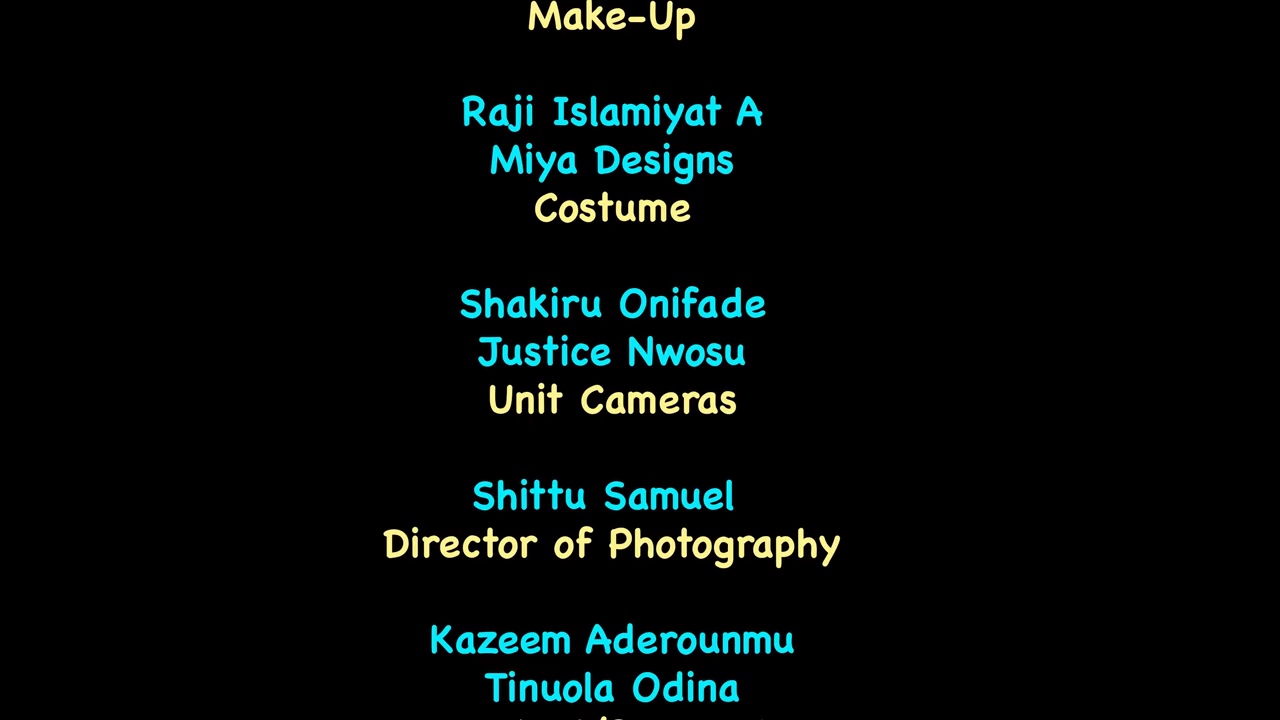 Make-Up
Raji Islamiyat A
Miya Designs
Costume
Shakiru Onifade
Justice Nwosu
Unit Cameras
Shittu Samuel
Director of Photography
Kazeem Aderounmu
Tinuola Odina